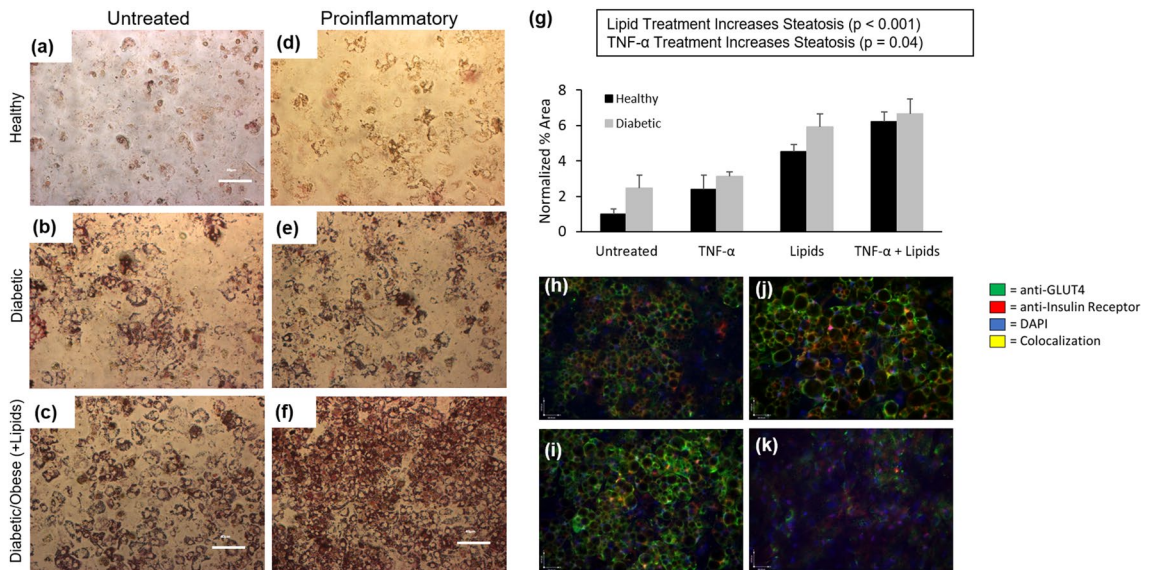 Untreated
Proinflammatory
(a)
(d)
Healthy
(b)
(e)
Diabetic
(c)
(f)
Diabetic/Obese (+Lipids)
(g)
Lipid Treatment Increases Steatosis (p < 0.001)
TNF-α Treatment Increases Steatosis (p = 0.04)
Normalized % Area
8
6
4
2
0
Healthy
Diabetic
Untreated
TNF-α
Lipids
TNF-α + Lipids
(h)
(j)
(i)
(k)
= anti-GLUT4
= anti-Insulin Receptor
= DAPI
= Colocalization